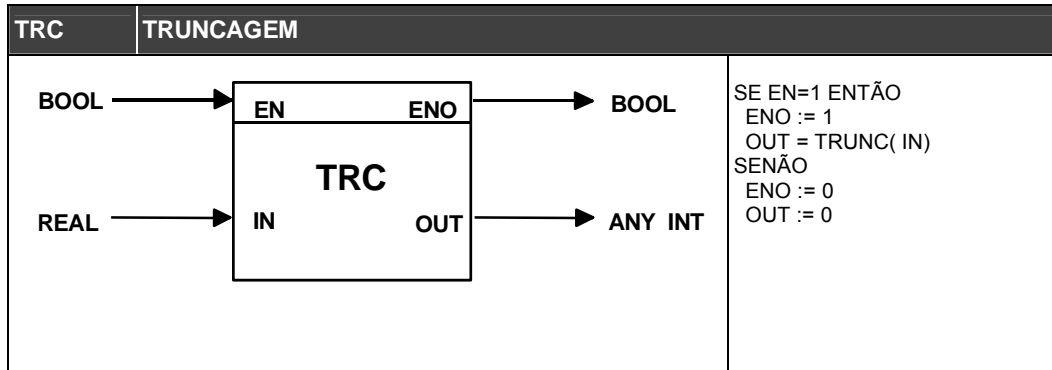 TRC TRUNCAGEM
BOOL EN ENO BOOL
TRC
REAL IN OUT ANY INT
SE EN=1 ENTÃO
ENO := 1
OUT = TRUNC( IN)
SENÃO
ENO := 0
OUT := 0